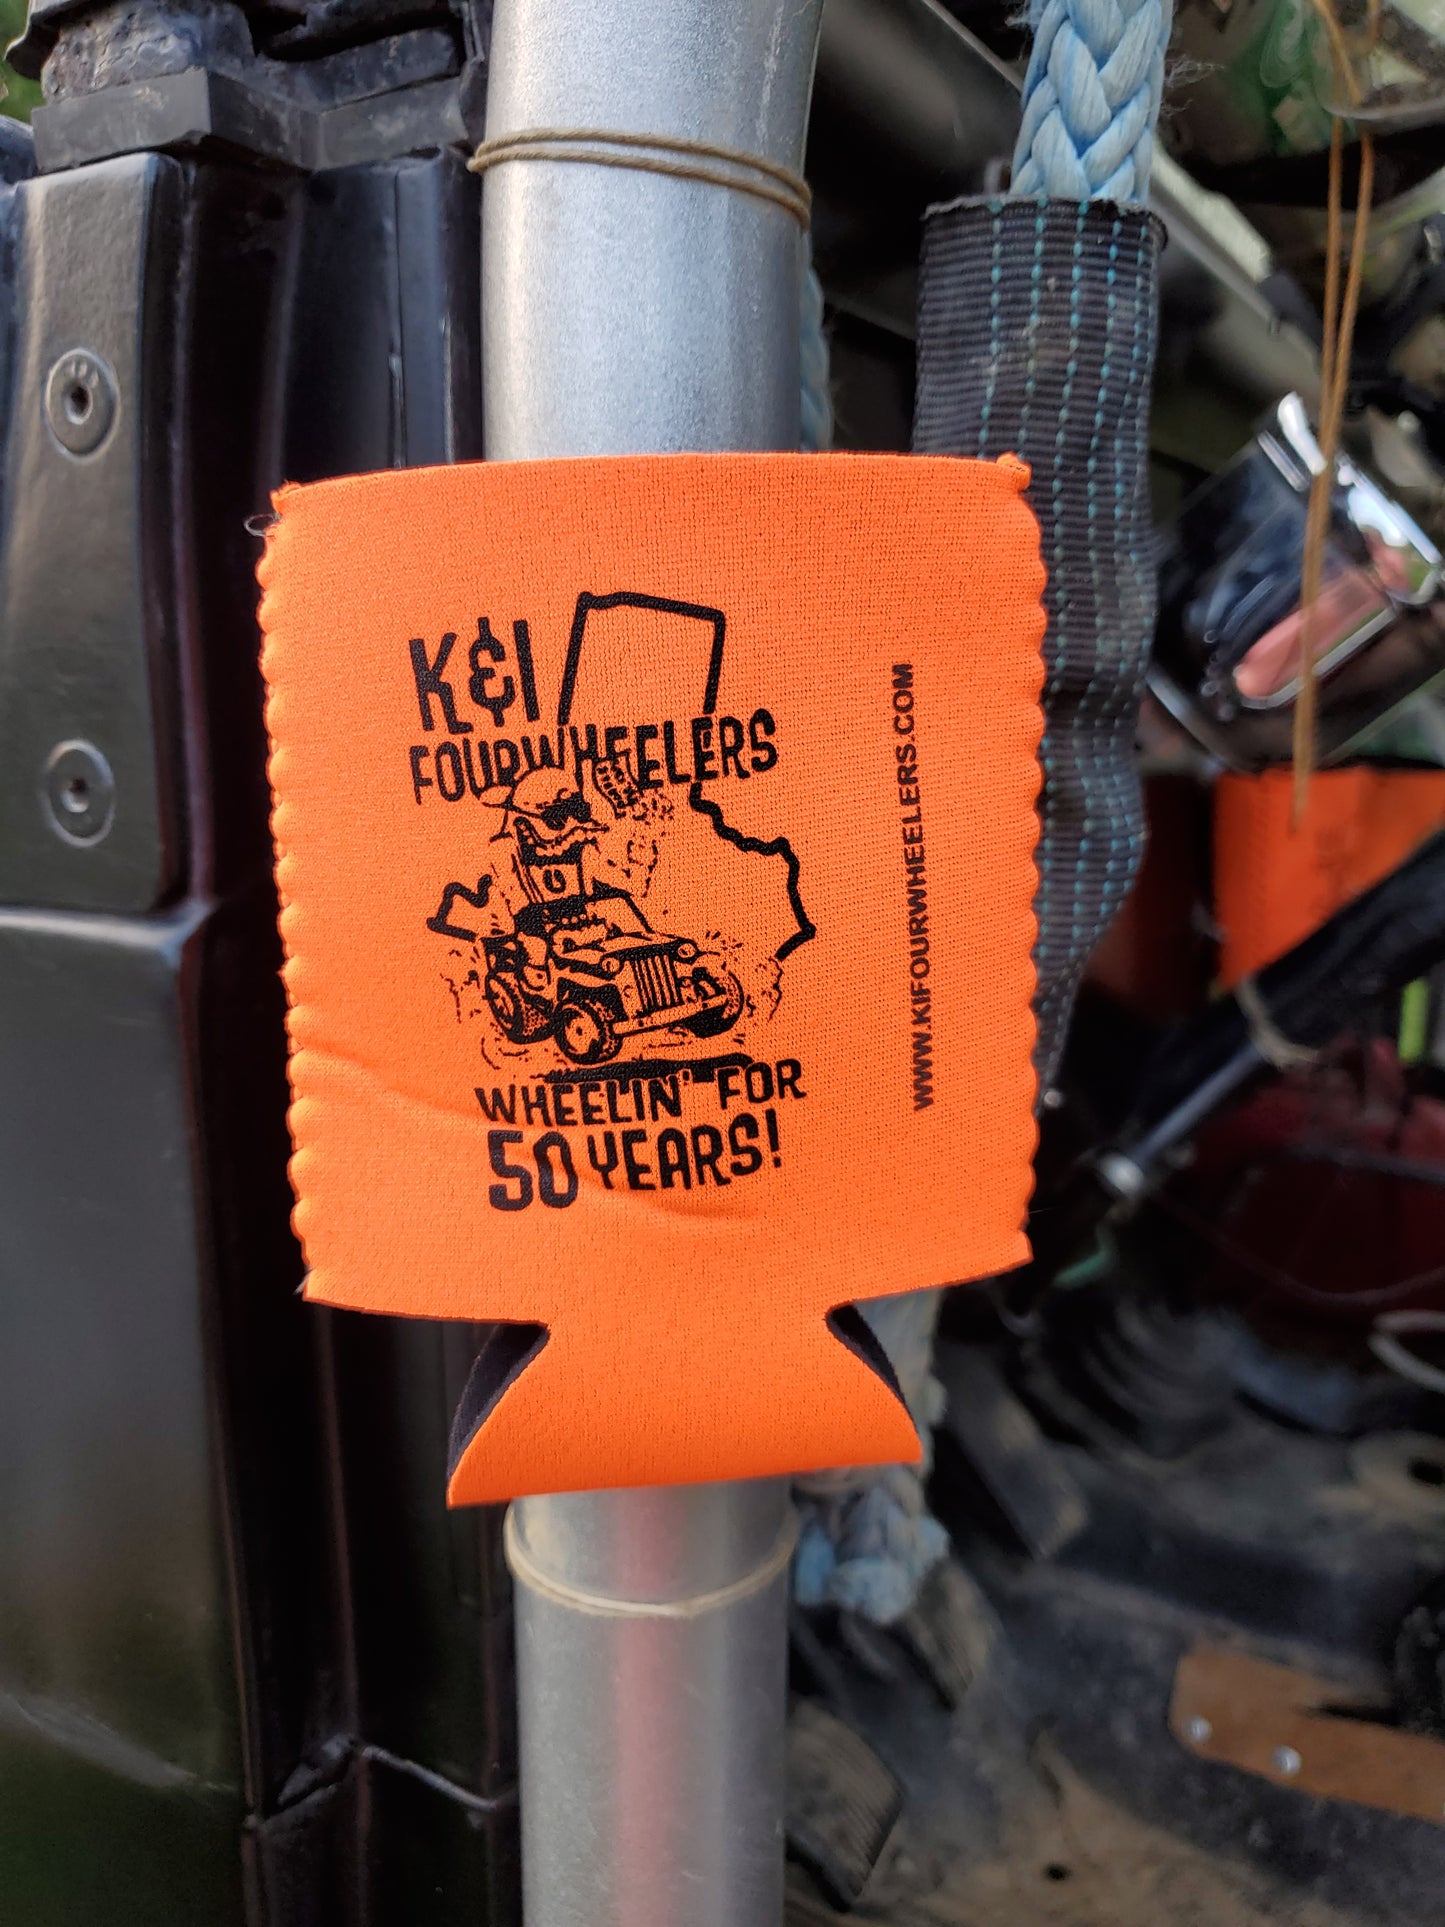 K&I
FOURWHEELERS
WHEELIN' FOR
50 YEARS!
WWW.KIFOURWHEELERS.COM